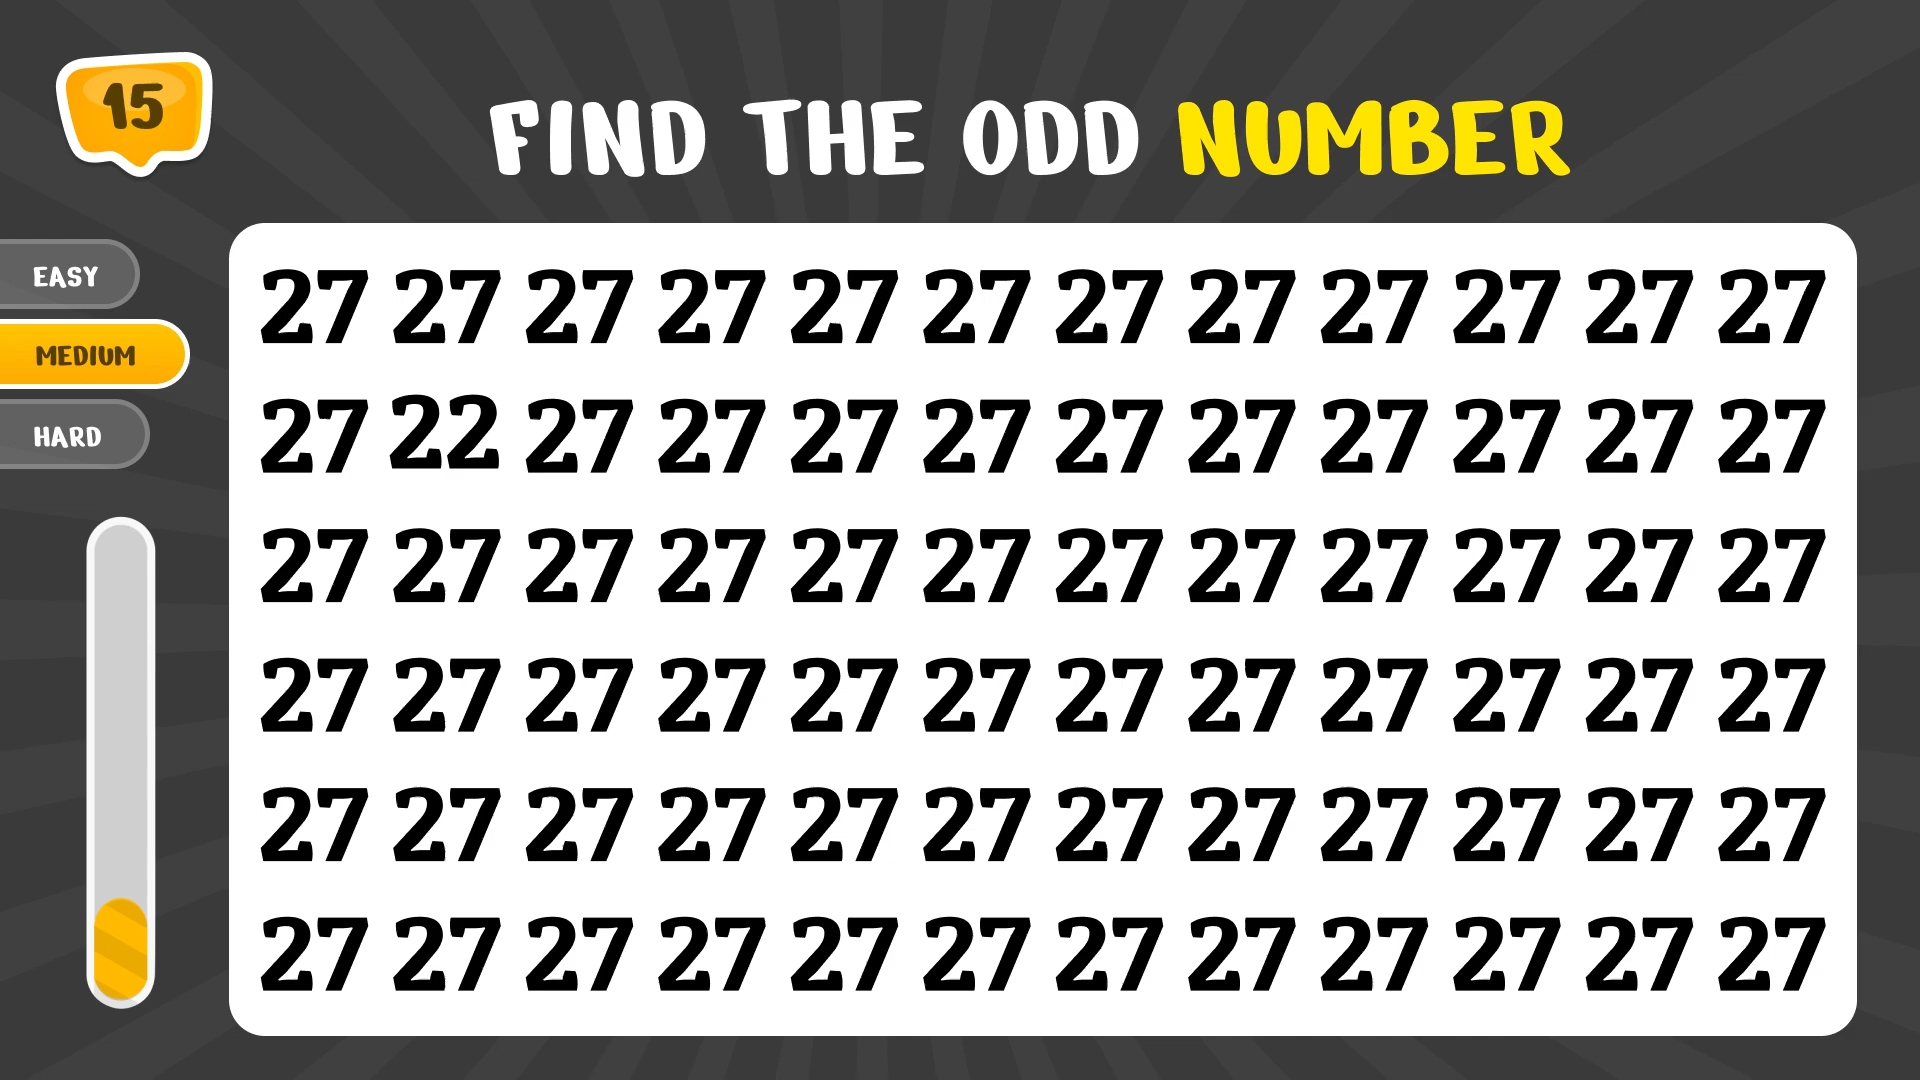 15
FIND THE ODD NUMBER
EASY
MEDIUM
HARD
27 27 27 27 27 27 27 27 27 27 27 27
27 22 27 27 27 27 27 27 27 27 27 27
27 27 27 27 27 27 27 27 27 27 27 27
27 27 27 27 27 27 27 27 27 27 27 27
27 27 27 27 27 27 27 27 27 27 27 27
27 27 27 27 27 27 27 27 27 27 27 27